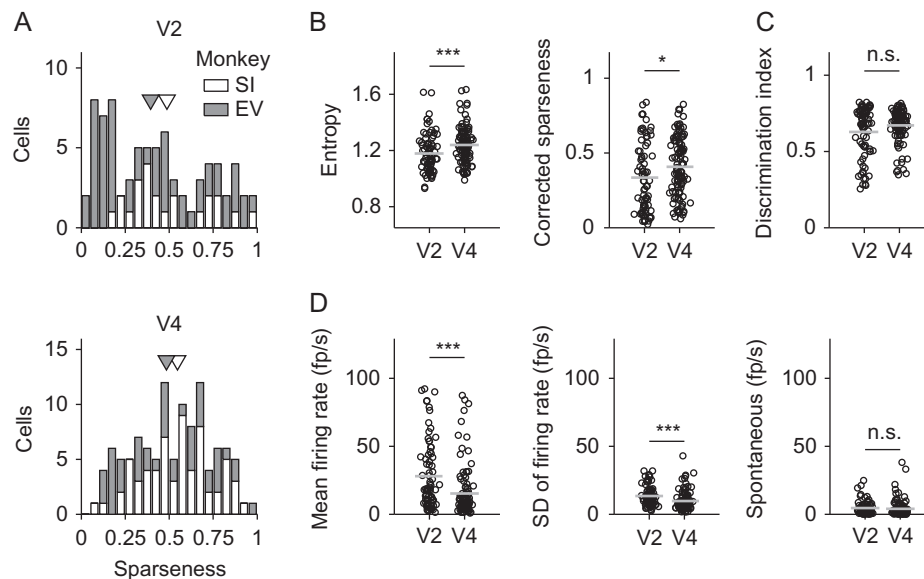 A
V2
Monkey
SI
EV
Cells
10
5
0
0
0.25
0.5
0.75
1
V4
Cells
15
10
5
0
0
0.25
0.5
0.75
1
Sparseness
B
Entropy
***
1.6
1.2
0.8
V2 V4
Corrected sparseness
*
1
0.5
0
V2 V4
C
Discrimination index
n.s.
1
0.5
0
V2 V4
D
Mean firing rate (fp/s)
***
100
50
0
V2 V4
SD of firing rate (fp/s)
***
100
50
0
V2 V4
Spontaneous (fp/s)
n.s.
100
50
0
V2 V4